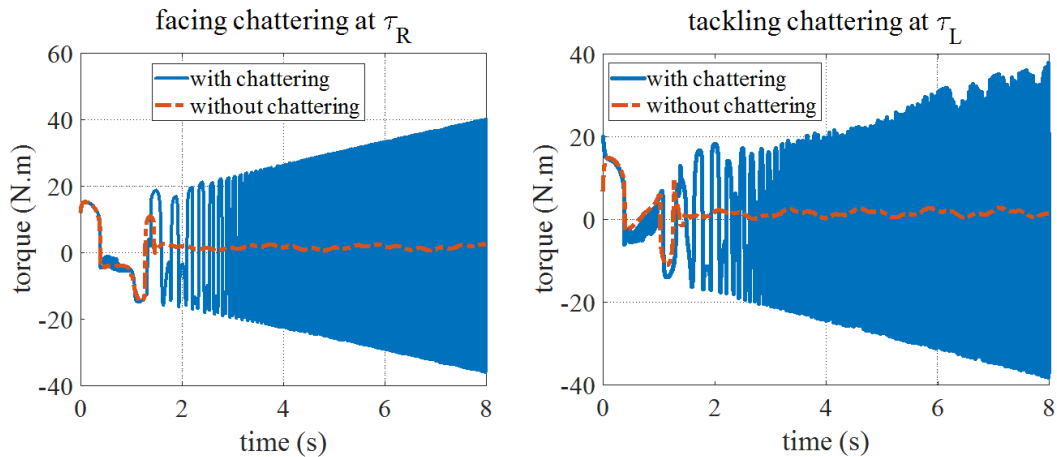 facing chattering at τR
60
40
20
0
-20
-40
torque (N.m)
with chattering
without chattering
0
2
4
6
8
time (s)
tackling chattering at τL
40
20
0
-20
-40
torque (N.m)
with chattering
without chattering
0
2
4
6
8
time (s)